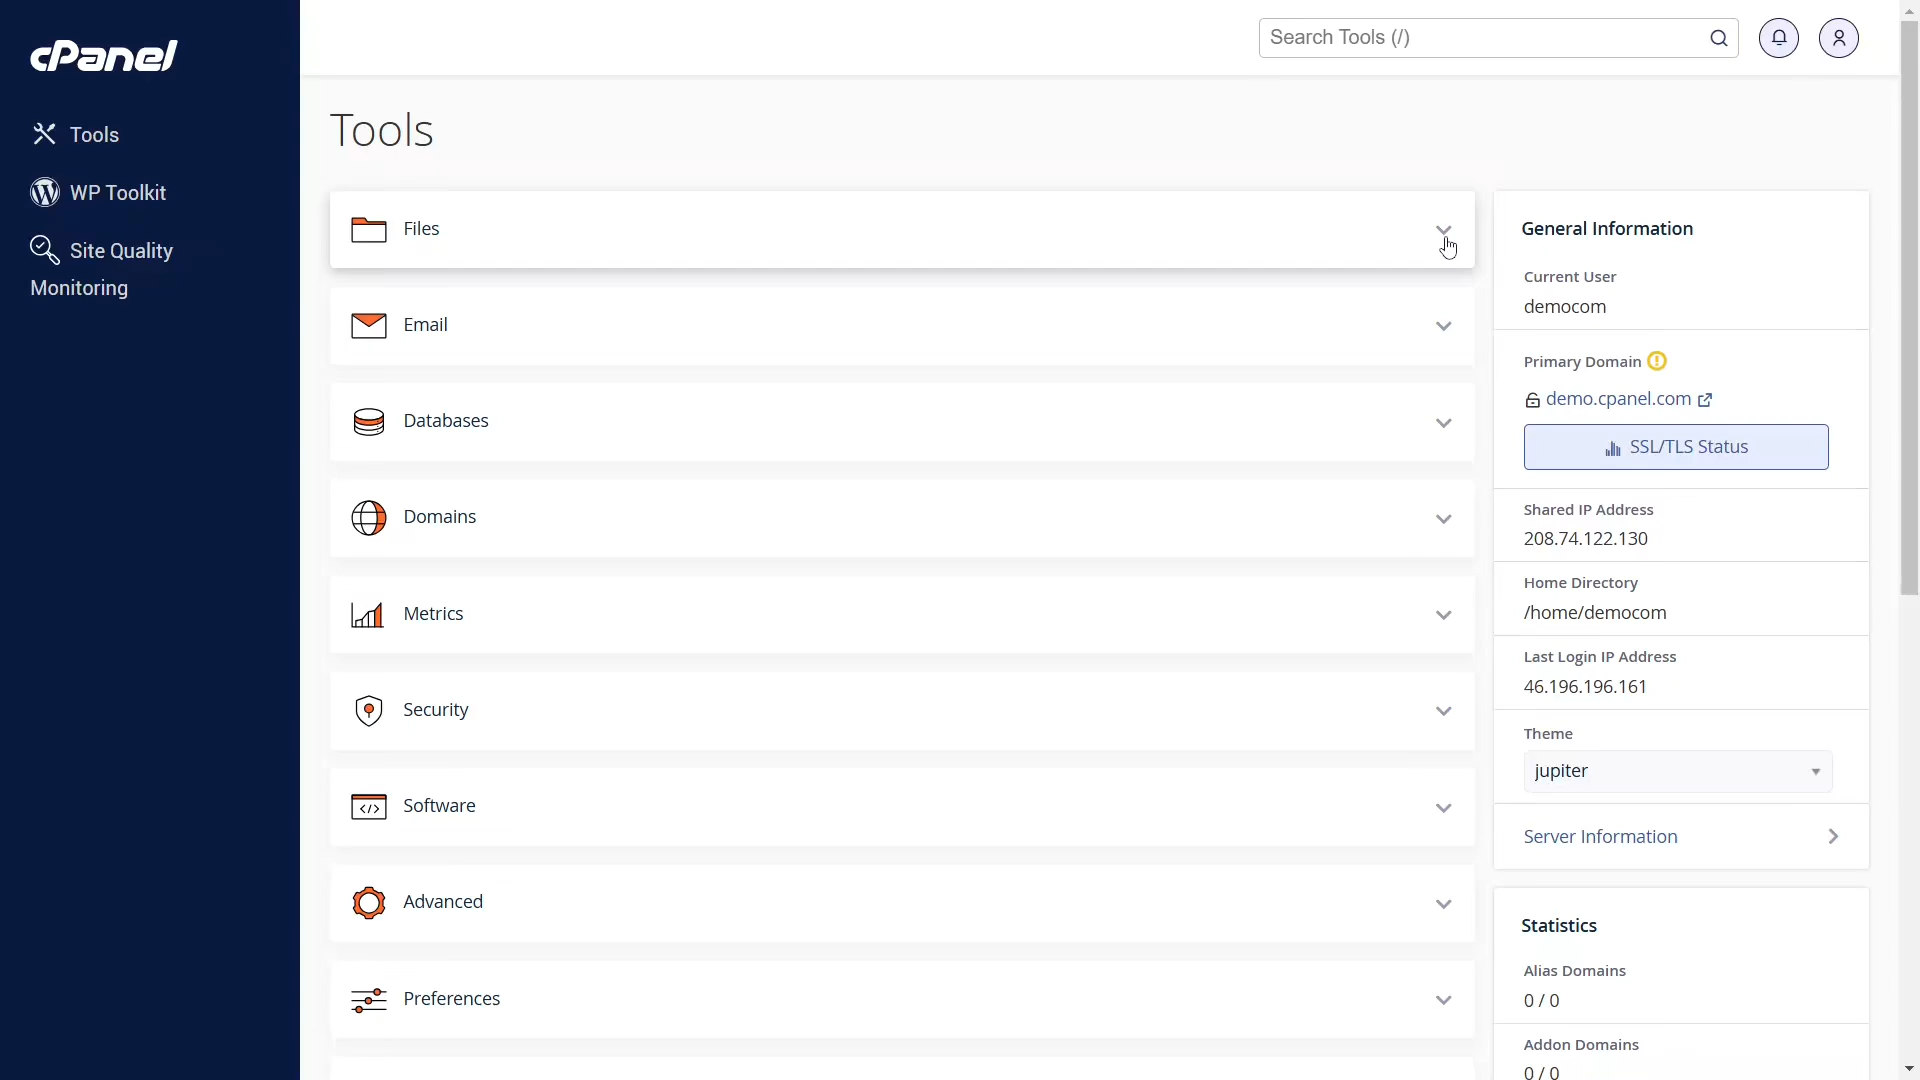 cPanel
Search Tools (/)
Tools
WP Toolkit
Site Quality
Monitoring
Tools
Files
Email
Databases
Domains
Metrics
Security
Software
Advanced
Preferences
General Information
Current User
democom
Primary Domain
demo.cpanel.com
SSL/TLS Status
Shared IP Address
208.74.122.130
Home Directory
/home/democom
Last Login IP Address
46.196.196.161
Theme
jupiter
Server Information
Statistics
Alias Domains
0 / 0
Addon Domains
0 / 0